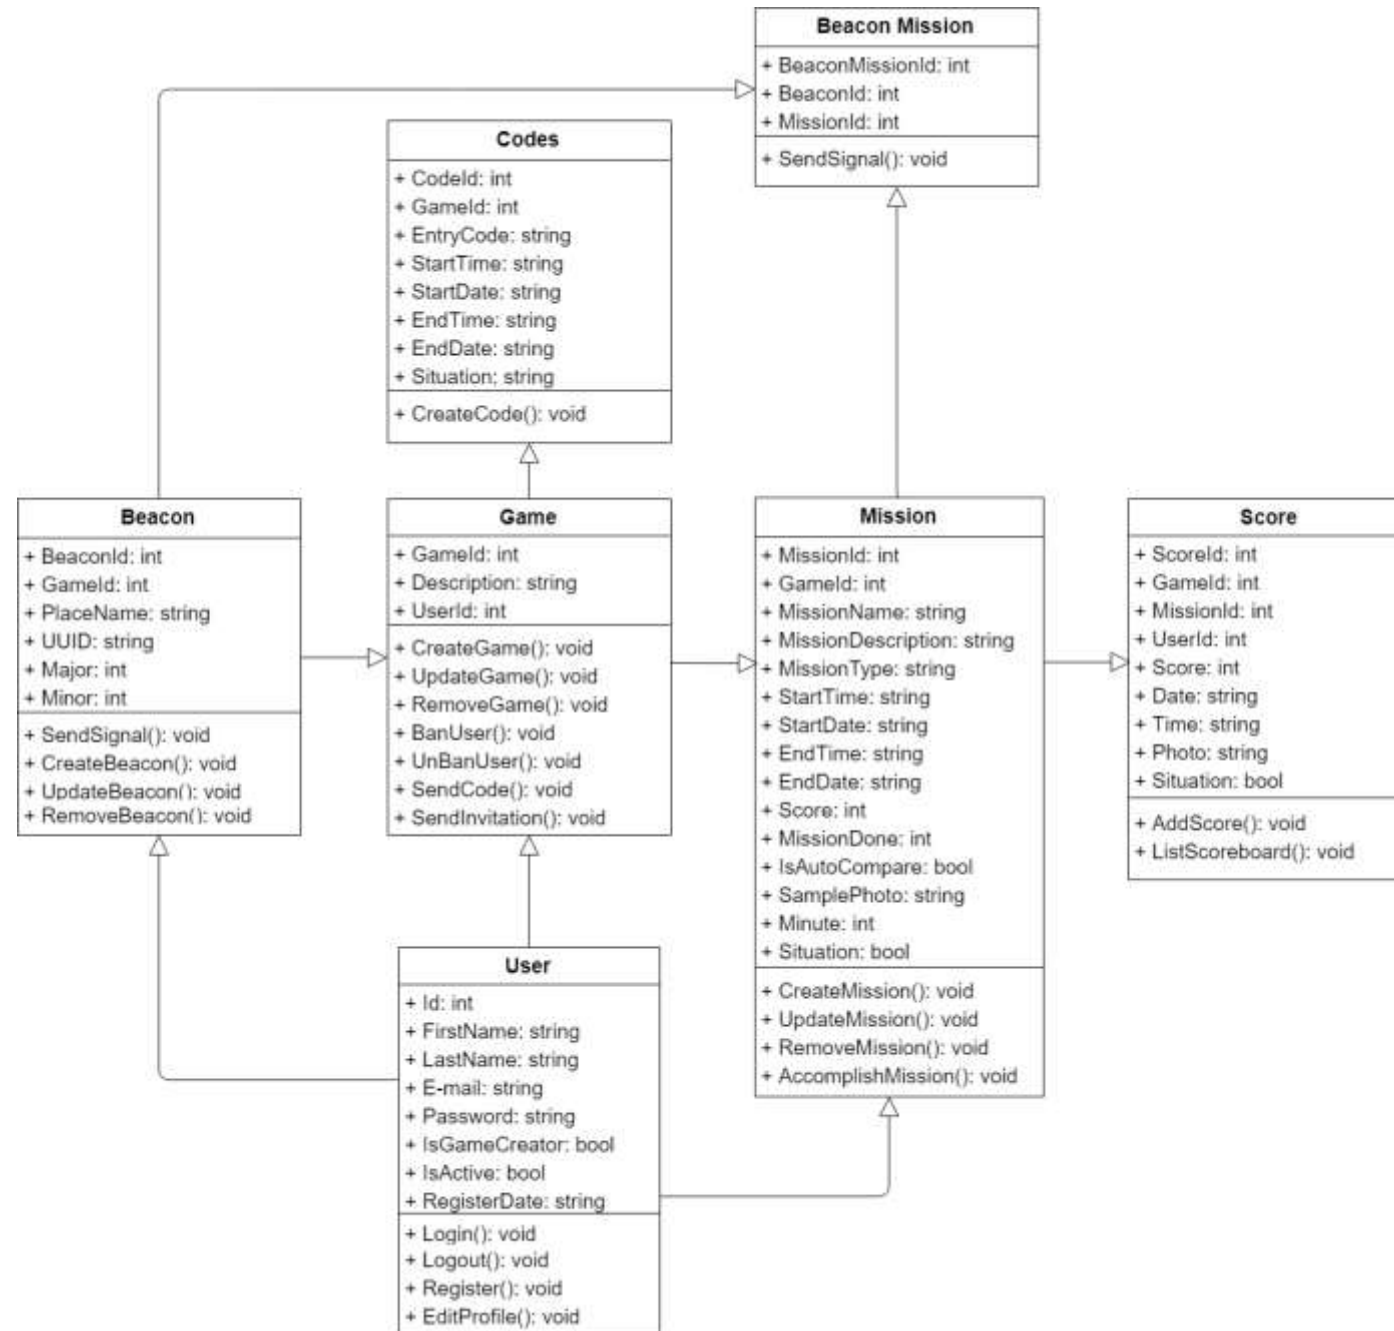 Beacon Mission
+ BeaconMissionId: int
+ BeaconId: int
+ MissionId: int
+ SendSignal(): void
Codes
+ CodeId: int
+ GameId: int
+ EntryCode: string
+ StartTime: string
+ StartDate: string
+ EndTime: string
+ EndDate: string
+ Situation: string
+ CreateCode(): void
Beacon
+ BeaconId: int
+ GameId: int
+ PlaceName: string
+ UUID: string
+ Major: int
+ Minor: int
+ SendSignal(): void
+ CreateBeacon(): void
+ UpdateBeacon(): void
+ RemoveBeacon(): void
Game
+ GameId: int
+ Description: string
+ UserId: int
+ CreateGame(): void
+ UpdateGame(): void
+ RemoveGame(): void
+ BanUser(): void
+ UnBanUser(): void
+ SendCode(): void
+ SendInvitation(): void
Mission
+ MissionId: int
+ GameId: int
+ MissionName: string
+ MissionDescription: string
+ MissionType: string
+ StartTime: string
+ StartDate: string
+ EndTime: string
+ EndDate: string
+ Score: int
+ MissionDone: int
+ IsAutoCompare: bool
+ SamplePhoto: string
+ Minute: int
+ Situation: bool
+ CreateMission(): void
+ UpdateMission(): void
+ RemoveMission(): void
+ AccomplishMission(): void
Score
+ ScoreId: int
+ GameId: int
+ MissionId: int
+ UserId: int
+ Score: int
+ Date: string
+ Time: string
+ Photo: string
+ Situation: bool
+ AddScore(): void
+ ListScoreboard(): void
User
+ Id: int
+ FirstName: string
+ LastName: string
+ E-mail: string
+ Password: string
+ IsGameCreator: bool
+ IsActive: bool
+ RegisterDate: string
+ Login(): void
+ Logout(): void
+ Register(): void
+ EditProfile(): void